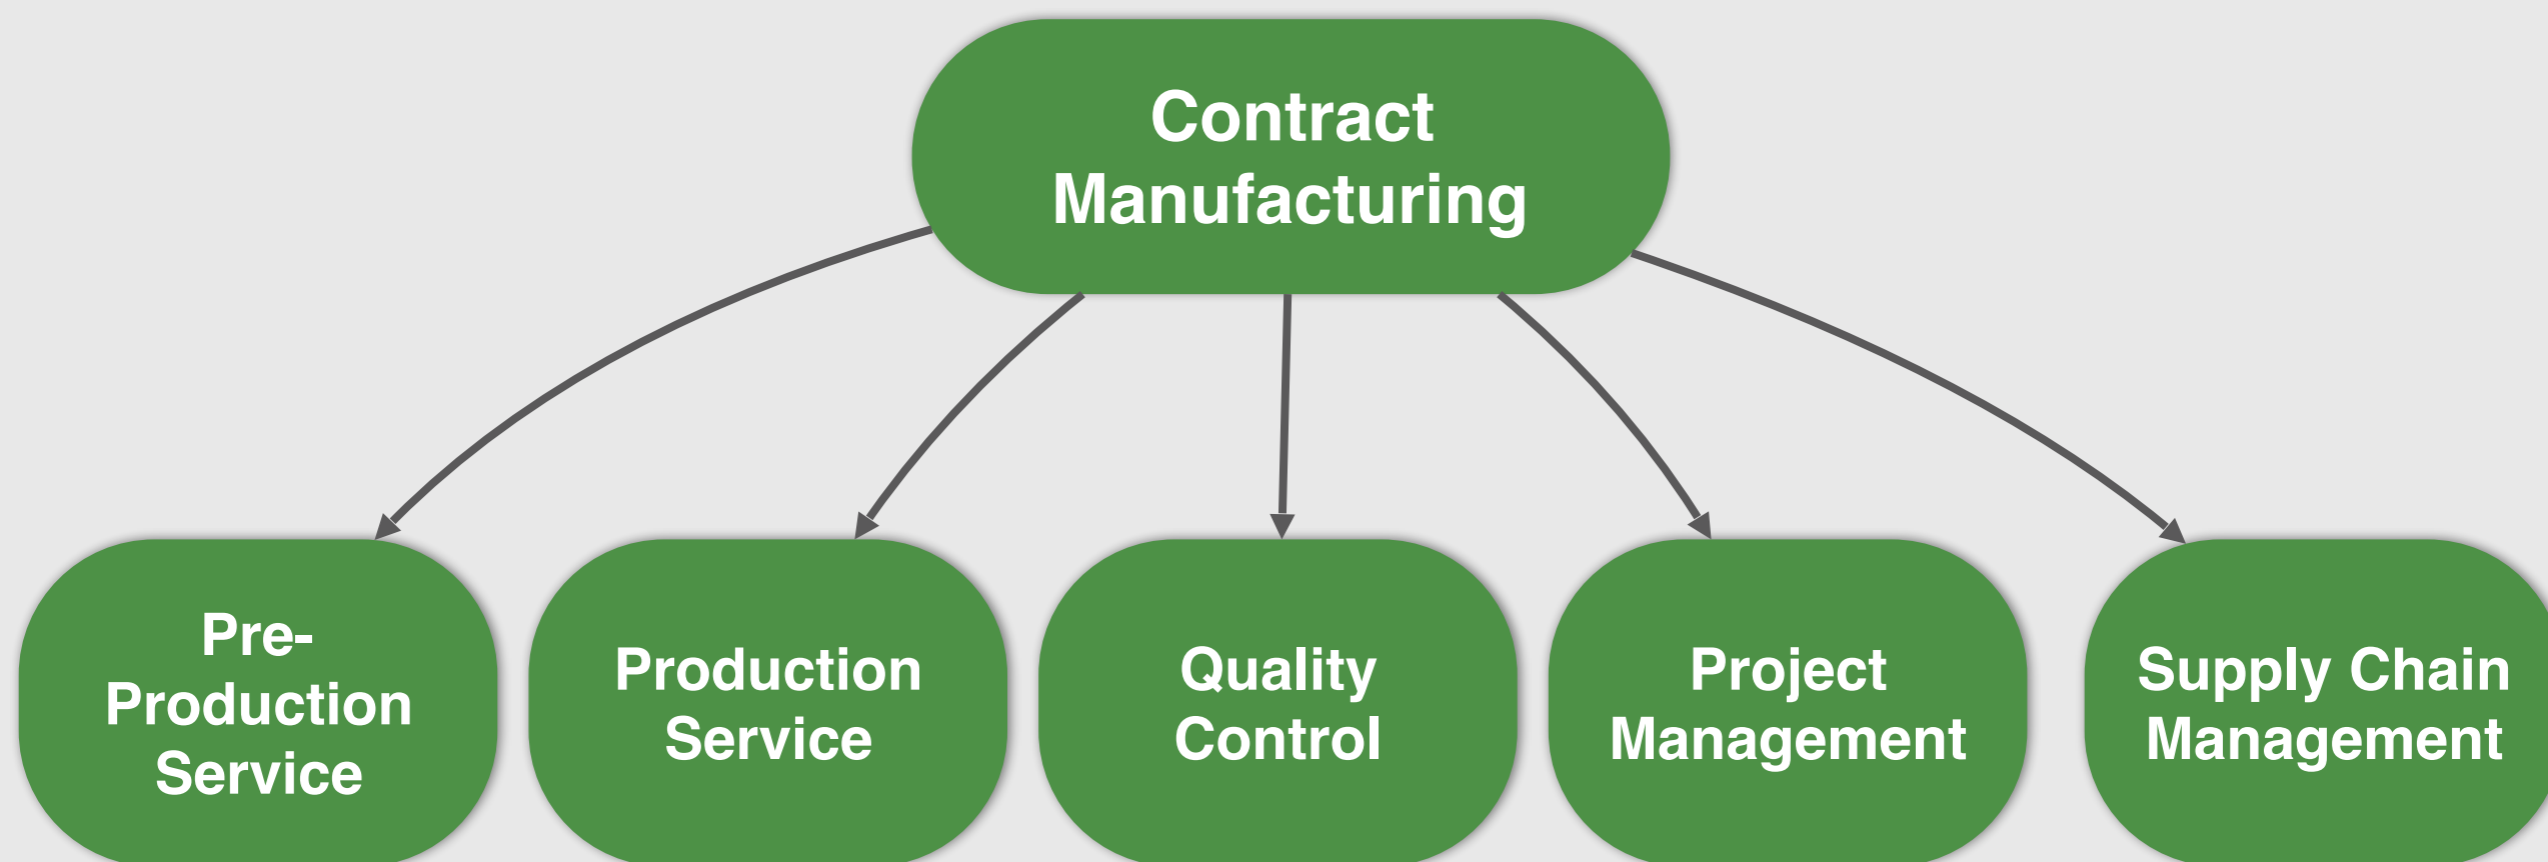 Contract
Manufacturing
Pre-
Production
Service
Production
Service
Quality
Control
Project
Management
Supply Chain
Management